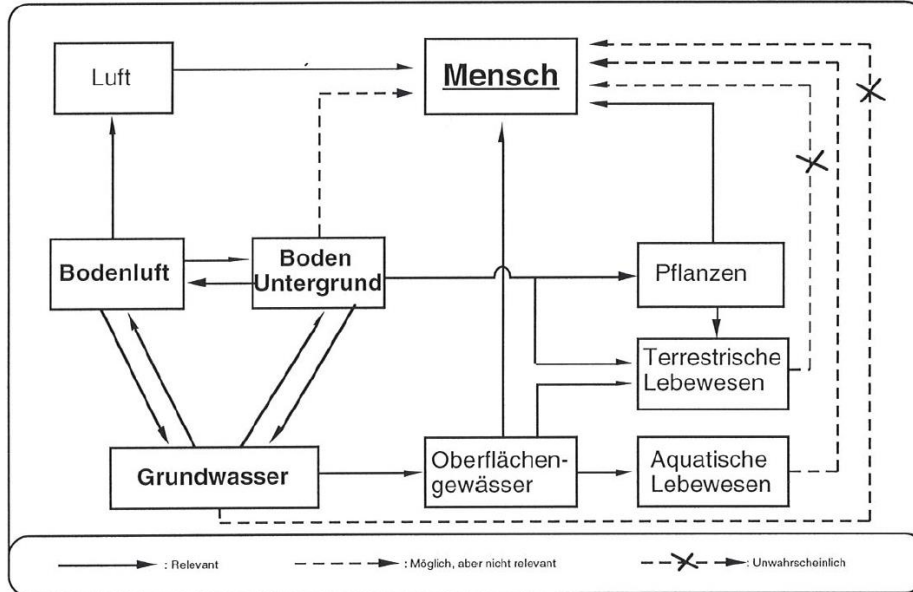 Luft
Mensch
Bodenluft
Boden
Untergrund
Pflanzen
Terrestrische
Lebewesen
Grundwasser
Oberflächen-
gewässer
Aquatische
Lebewesen
: Relevant
: Möglich, aber nicht relevant
: Unwahrscheinlich